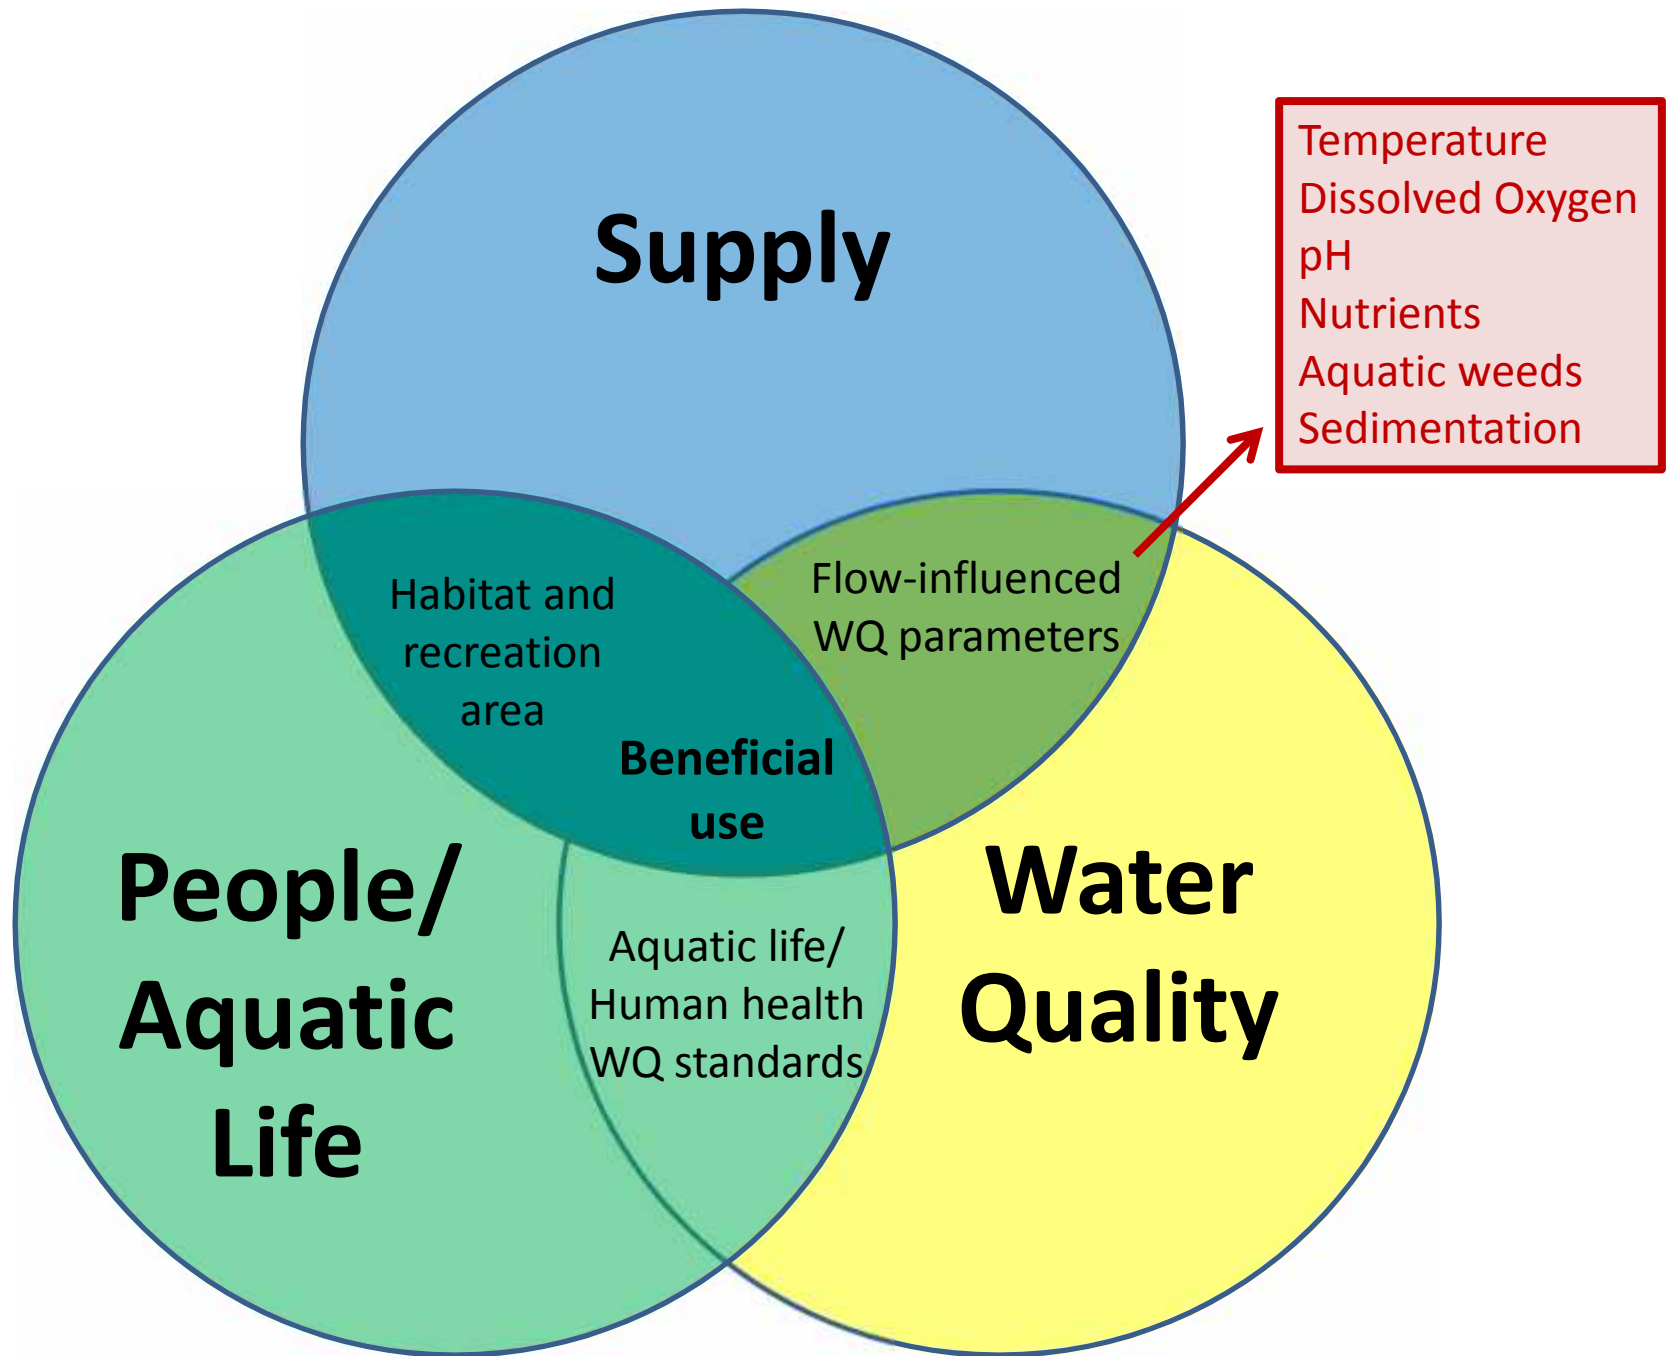 Supply
Temperature
Dissolved Oxygen
pH
Nutrients
Aquatic weeds
Sedimentation
Habitat and
recreation
area
Flow-influenced
WQ parameters
Beneficial
use
People/
Aquatic
Life
Aquatic life/
Human health
WQ standards
Water
Quality